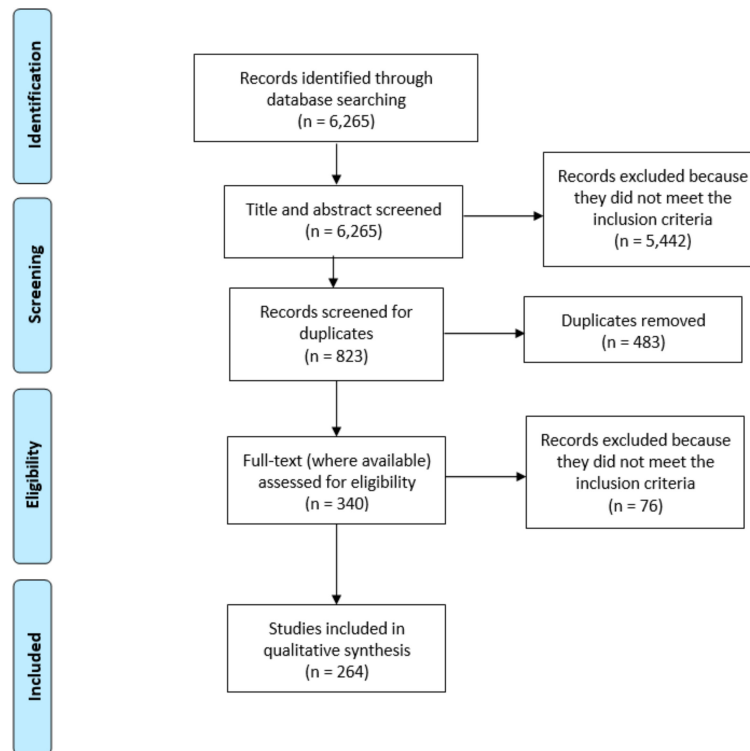 Identification
Records identified through
database searching
(n = 6,265)
Title and abstract screened
(n = 6,265)
Records excluded because
they did not meet the
inclusion criteria
(n = 5,442)
Screening
Records screened for
duplicates
(n = 823)
Duplicates removed
(n = 483)
Eligibility
Full-text (where available)
assessed for eligibility
(n = 340)
Records excluded because
they did not meet the
inclusion criteria
(n = 76)
Included
Studies included in
qualitative synthesis
(n = 264)